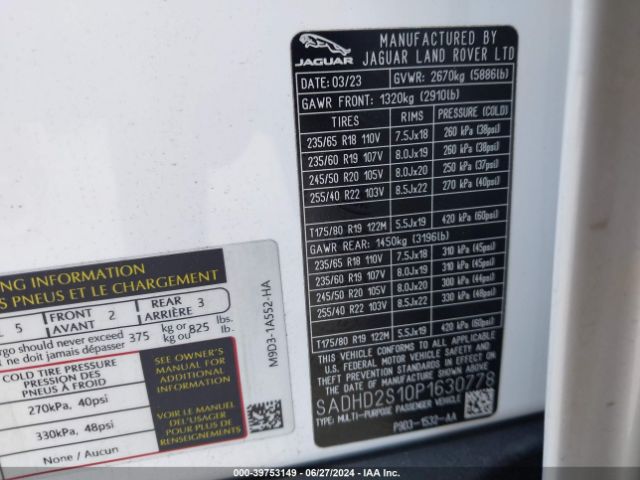 JAGUAR
MANUFACTURED BY
JAGUAR LAND ROVER LTD
DATE: 03/23 GVWR: 2670kg (5886lb)
GAWR FRONT: 1320kg (2910lb)
TIRES RIMS PRESSURE (COLD)
235/65 R18 110V 7.5Jx18 260 kPa (38psi)
235/60 R19 107V 8.0Jx19 260 kPa (38psi)
245/50 R20 105V 8.0Jx20 250 kPa (37psi)
255/40 R22 103V 8.5Jx22 270 kPa (40psi)
T175/80 R19 122M 5.5Jx19 420 kPa (60psi)
GAWR REAR: 1450kg (3196lb)
235/65 R18 110V 7.5Jx18 310 kPa (45psi)
235/60 R19 107V 8.0Jx19 310 kPa (45psi)
245/50 R20 105V 8.0Jx20 300 kPa (44psi)
255/40 R22 103V 8.5Jx22 330 kPa (48psi)
T175/80 R19 122M 5.5Jx19 420 kPa (60psi)
THIS VEHICLE CONFORMS TO ALL APPLICABLE
U.S. FEDERAL MOTOR VEHICLE SAFETY AND
THEFT PREVENTION STANDARDS IN EFFECT ON
THE DATE OF MANUFACTURE SHOWN ABOVE.
SADHD2S10P1630778
TYPE: MULTI-PURPOSE PASSENGER VEHICLE
P9D3-1532-AA
NG INFORMATION
S PNEUS ET LE CHARGEMENT
L 5 FRONT AVANT 2 REAR ARRIÈRE 3
rgo should never exceed 375 kg or 825 lbs.
t ne doit jamais dépasser kg ou lb.
COLD TIRE PRESSURE
PRESSION DES
PNEUS À FROID
270kPa, 40psi
330kPa, 48psi
None / Aucun
SEE OWNER'S
MANUAL FOR
ADDITIONAL
INFORMATION
VOIR LE MANUEL
DE L'USAGER
POUR PLUS DE
RENSEIGNEMENTS
M9D3-1A552-HA
000-39753149 - 06/27/2024 - IAA Inc.